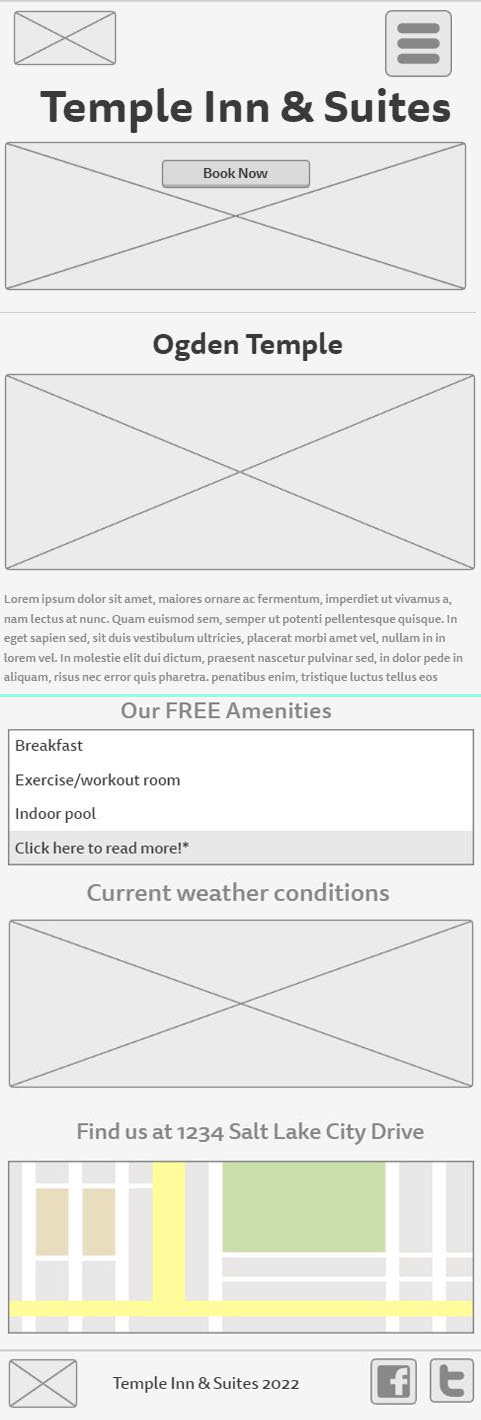 Temple Inn & Suites
Book Now
Ogden Temple
Lorem ipsum dolor sit amet, maiores ornare ac fermentum, imperdiet ut vivamus a,
nam lectus at nunc. Quam euismod sem, semper ut potenti pellentesque quisque. In
eget sapien sed, sit duis vestibulum ultricies, placerat morbi amet vel, nullam in in
lorem vel. In molestie elit dui dictum, praesent nascetur pulvinar sed, in dolor pede in
aliquam, risus nec error quis pharetra. penatibus enim, tristique luctus tellus eos
Our FREE Amenities
Breakfast
Exercise/workout room
Indoor pool
Click here to read more!*
Current weather conditions
Find us at 1234 Salt Lake City Drive
Temple Inn & Suites 2022